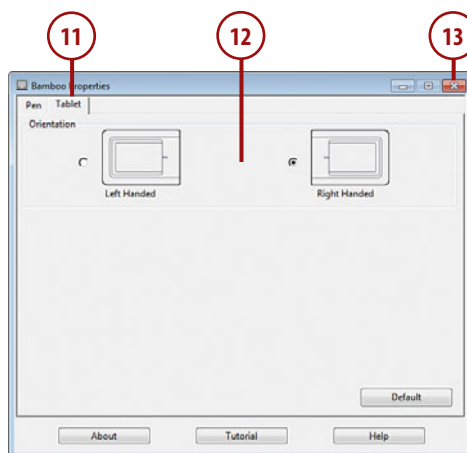 11 12 13
Bamboo Properties
Pen Tablet
Orientation
Left Handed Right Handed
Default
About Tutorial Help